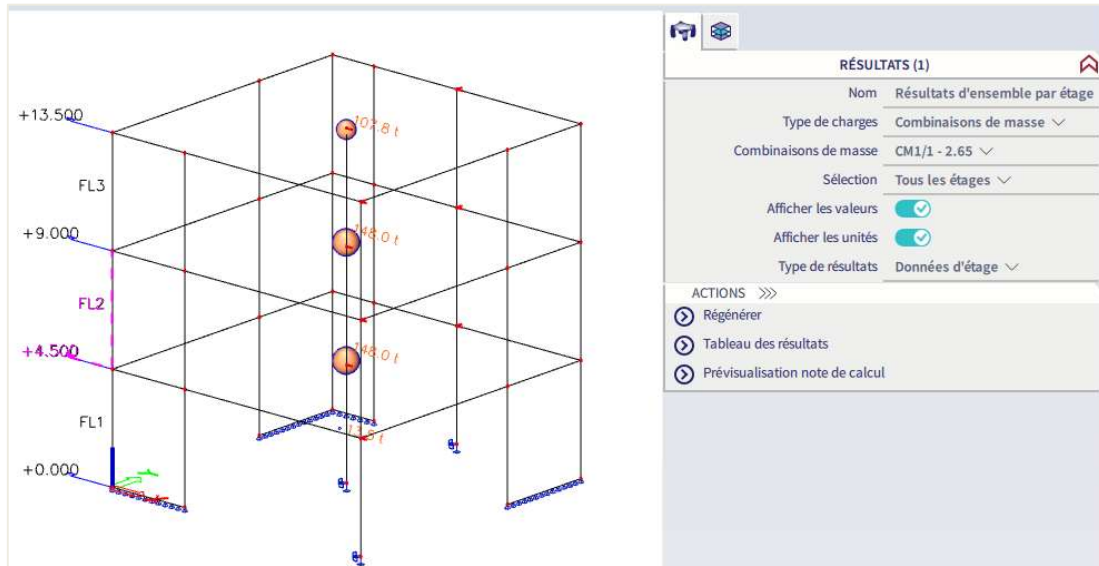 +13.500
FL3
+9.000
FL2
+4.500
FL1
+0.000
107.8 t
148.0 t
148.0 t
13.8 t
RÉSULTATS (1)
Nom Résultats d'ensemble par étage
Type de charges Combinaisons de masse
Combinaisons de masse CM1/1 - 2.65
Sélection Tous les étages
Afficher les valeurs
Afficher les unités
Type de résultats Données d'étage
ACTIONS
Régénérer
Tableau des résultats
Prévisualisation note de calcul